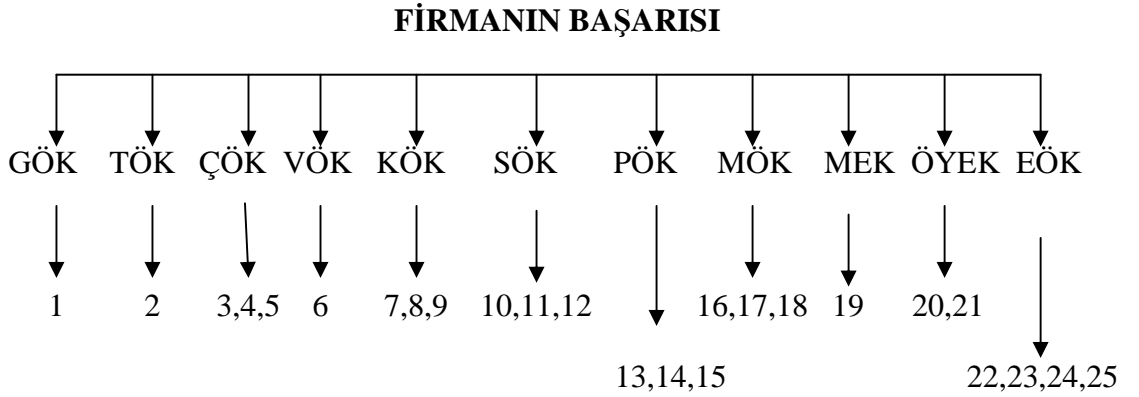 FİRMANIN BAŞARISI
GÖK TÖK ÇÖK VÖK KÖK SÖK PÖK MÖK MEK ÖYEK EÖK
1 2 3,4,5 6 7,8,9 10,11,12 16,17,18 19 20,21
13,14,15 22,23,24,25